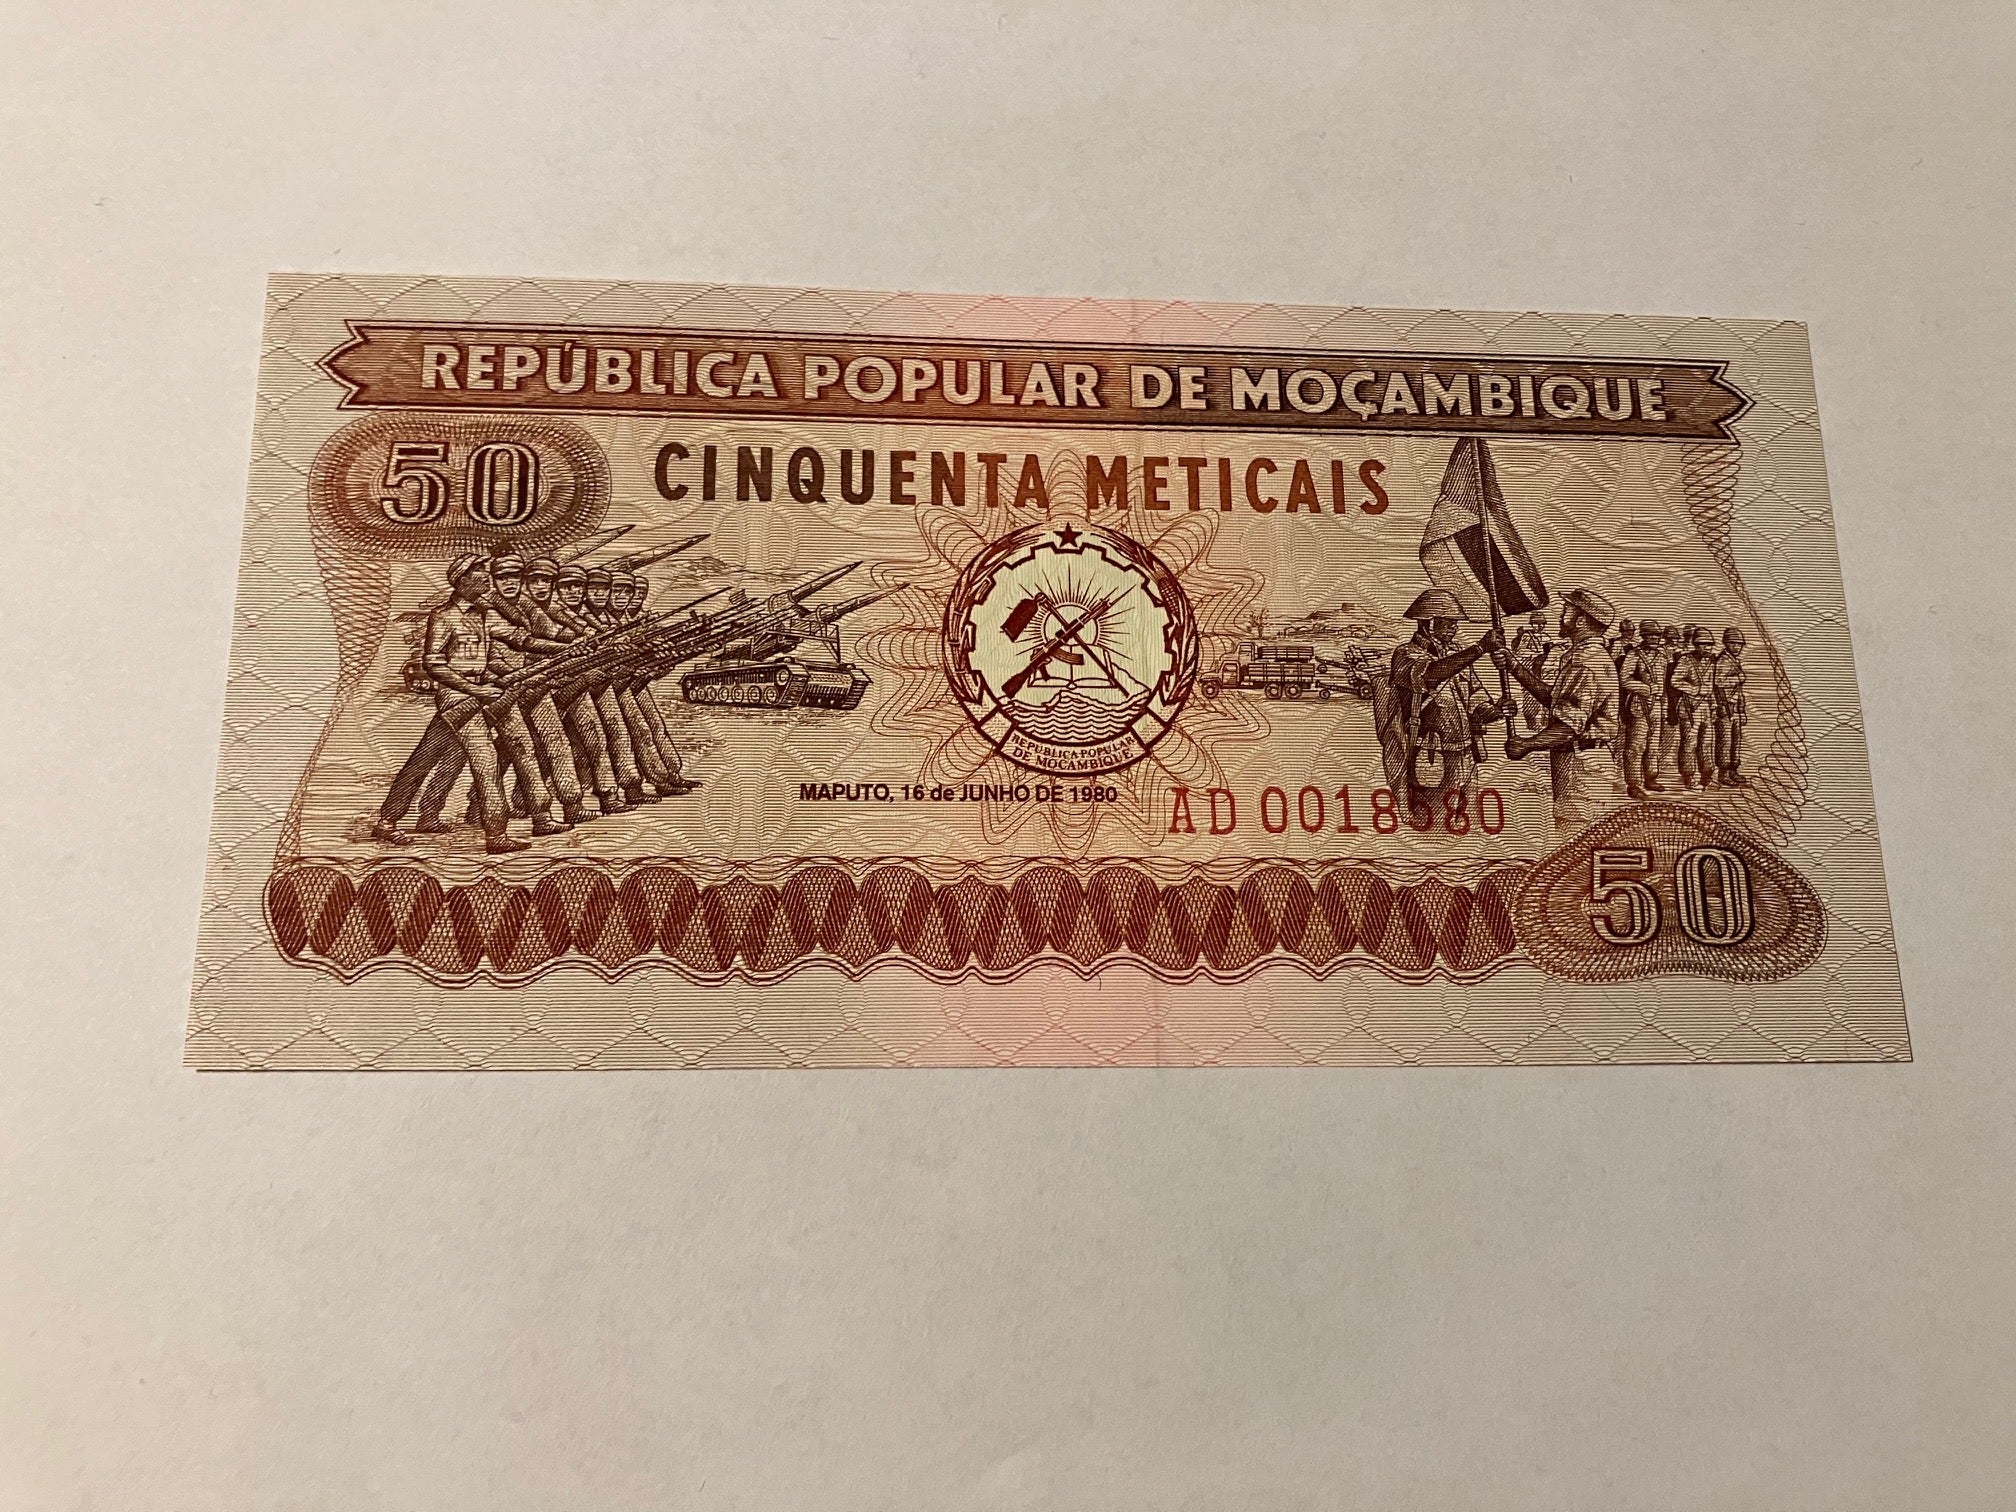 REPÚBLICA POPULAR DE MOÇAMBIQUE
50
CINQUENTA METICAIS
REPÚBLICA POPULAR
DE MOÇAMBIQUE
MAPUTO, 16 de JUNHO DE 1980
AD 0018580
50